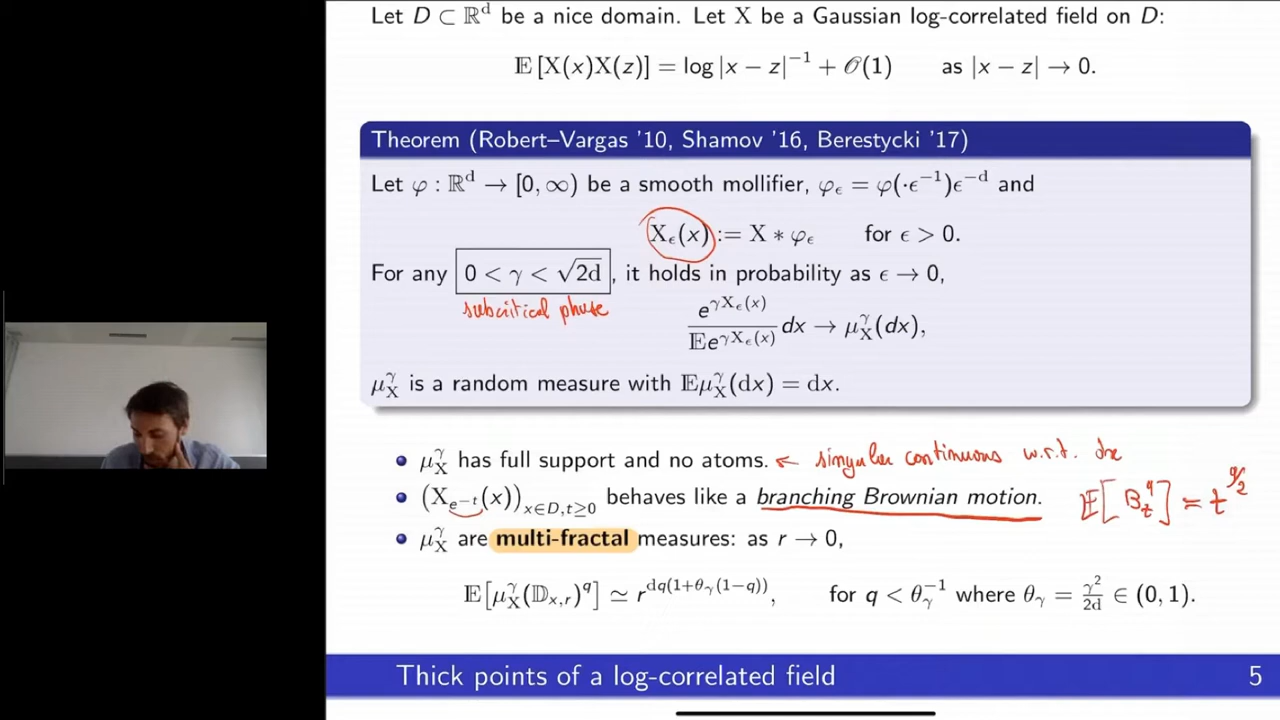 Let D ⊂ ℝᵈ be a nice domain. Let X be a Gaussian log-correlated field on D:
𝔼[X(x)X(z)] = log|x − z|⁻¹ + 𝒪(1) as |x − z| → 0.
Theorem (Robert–Vargas '10, Shamov '16, Berestycki '17)
Let φ : ℝᵈ → [0, ∞) be a smooth mollifier, φ_ϵ = φ(·ϵ⁻¹)ϵ⁻ᵈ and
X_ϵ(x) := X ∗ φ_ϵ for ϵ > 0.
For any 0 < γ < √2d, it holds in probability as ϵ → 0,
subcritical phase
e^{γX_ϵ(x)} / 𝔼e^{γX_ϵ(x)} dx → μ_X^γ(dx),
μ_X^γ is a random measure with 𝔼μ_X^γ(dx) = dx.
• μ_X^γ has full support and no atoms. ← singular continuous w.r.t. dx
• (X_{e^{−t}}(x))_{x∈D,t≥0} behaves like a branching Brownian motion. 𝔼[B_t^q] = t^{q/2}
• μ_X^γ are multi-fractal measures: as r → 0,
𝔼[μ_X^γ(𝔻_{x,r})^q] ≃ r^{dq(1+θ_γ(1−q))}, for q < θ_γ^{−1} where θ_γ = γ²/2d ∈ (0, 1).
Thick points of a log-correlated field 5